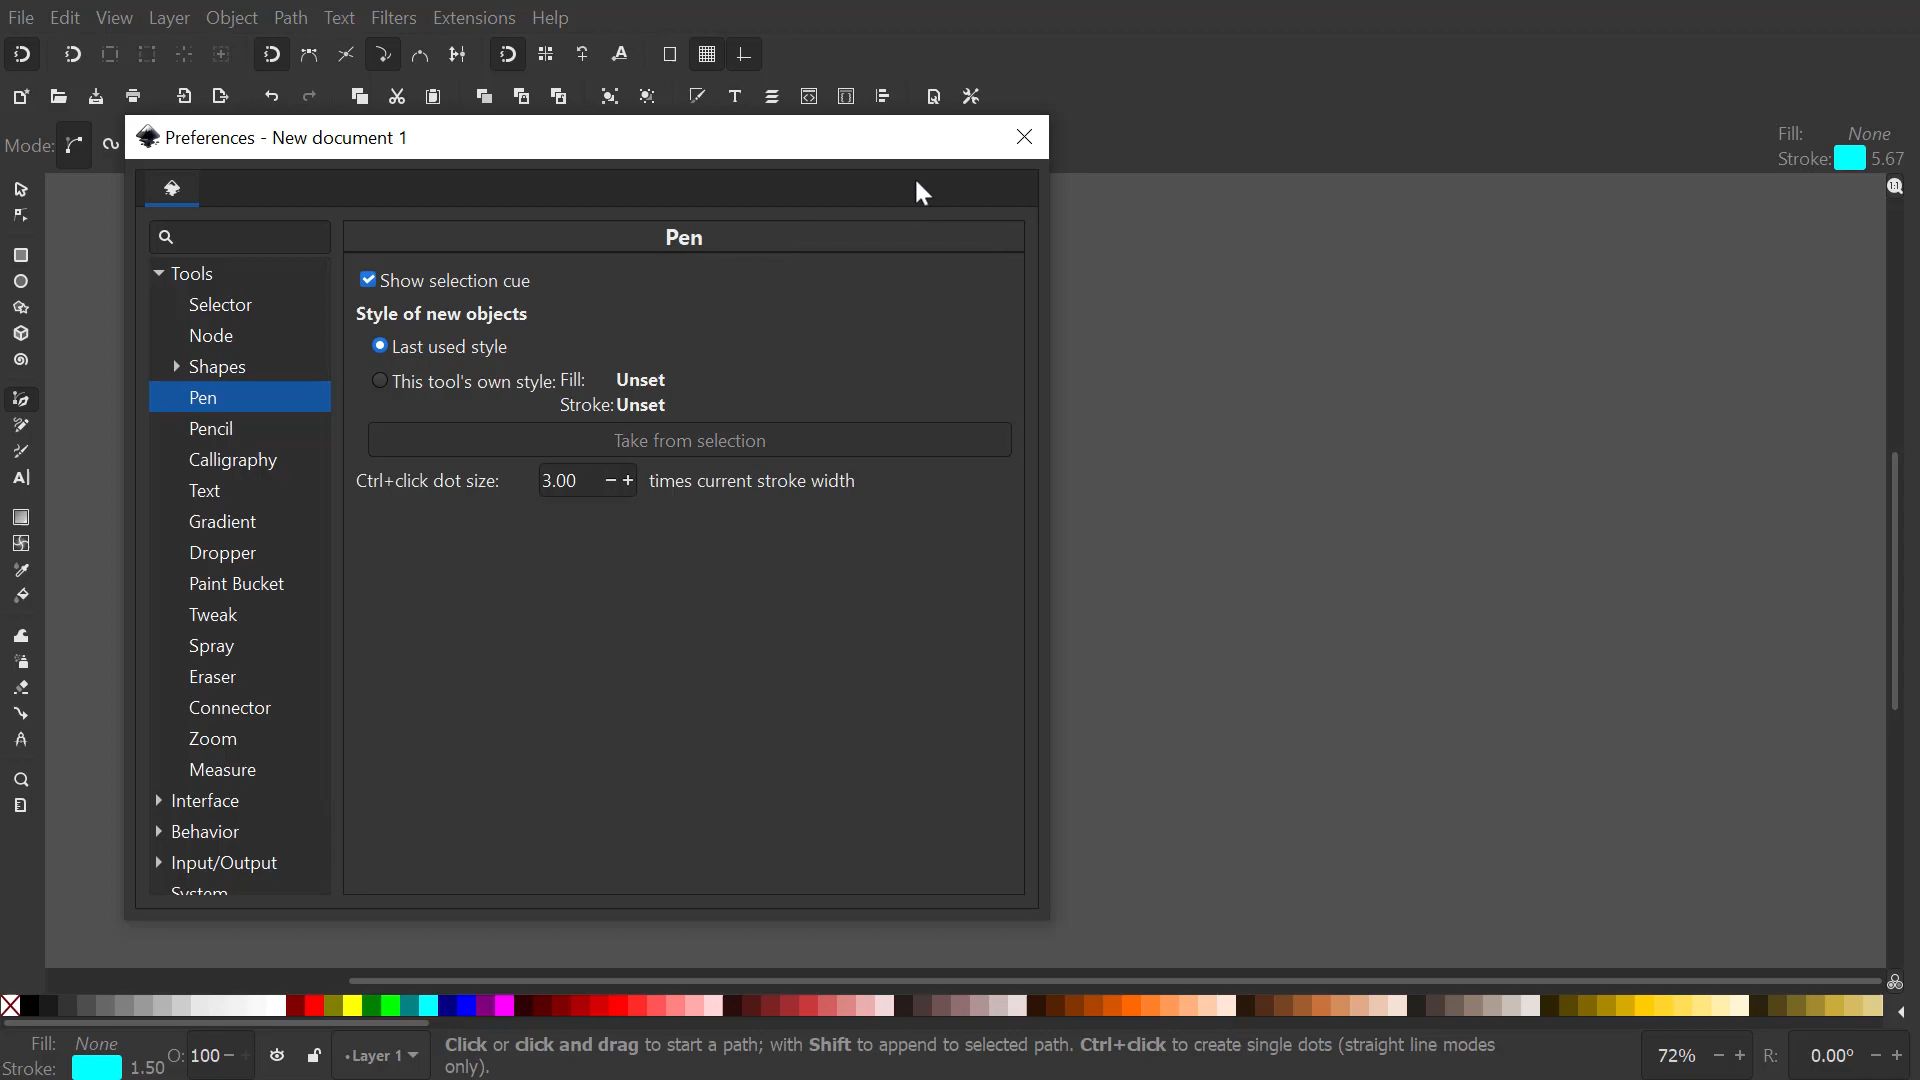 File Edit View Layer Object Path Text Filters Extensions Help
Preferences - New document 1
Mode:
Fill: None
Stroke: 5.67
Pen
Tools
Selector
Node
Shapes
Pen
Pencil
Calligraphy
Text
Gradient
Dropper
Paint Bucket
Tweak
Spray
Eraser
Connector
Zoom
Measure
Interface
Behavior
Input/Output
System
Show selection cue
Style of new objects
Last used style
This tool's own style: Fill: Unset
Stroke: Unset
Take from selection
Ctrl+click dot size: 3.00 times current stroke width
Fill: None
Stroke: 1.50
O: 100
Layer 1
Click or click and drag to start a path; with Shift to append to selected path. Ctrl+click to create single dots (straight line modes
only).
72%
R: 0.00°